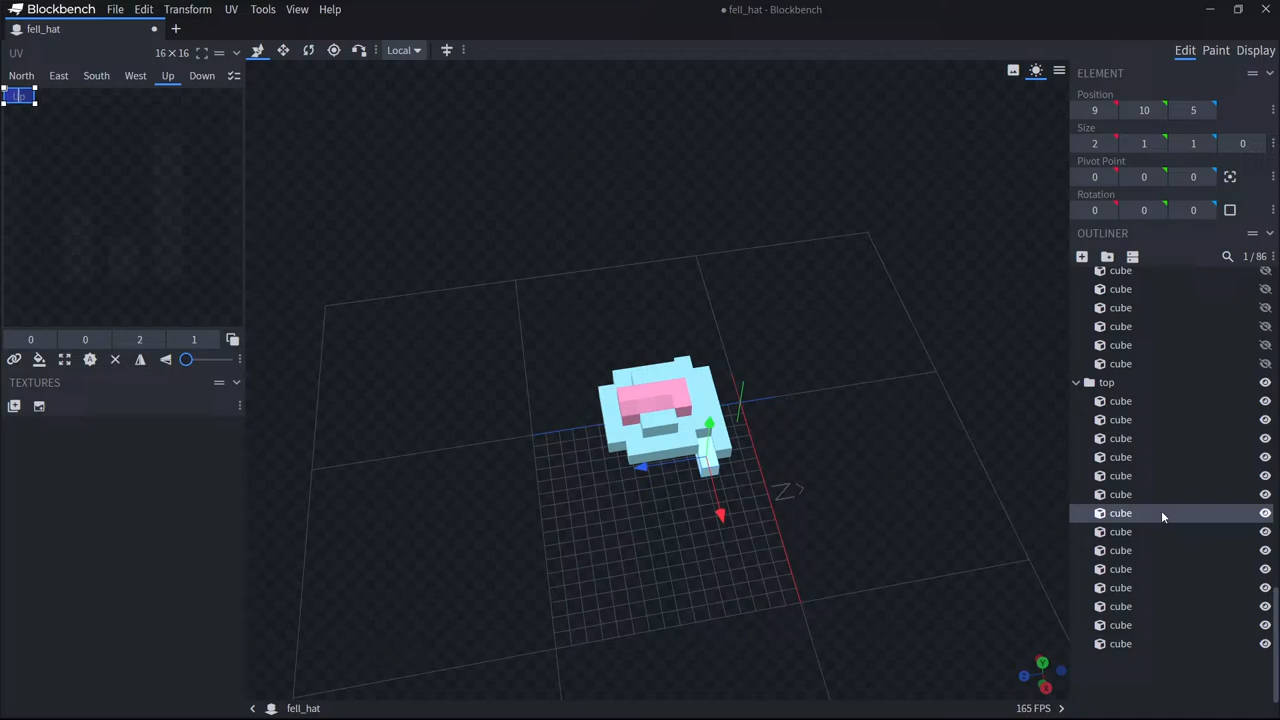 Blockbench File Edit Transform UV Tools View Help
fell_hat - Blockbench
fell_hat
UV 16×16
North East South West Up Down
Up
0 0 2 1
TEXTURES
Local
Edit Paint Display
Z
165 FPS
fell_hat
ELEMENT
Position
9 10 5
Size
2 1 1 0
Pivot Point
0 0 0
Rotation
0 0 0
OUTLINER
1 / 86
cube
cube
cube
cube
cube
cube
top
cube
cube
cube
cube
cube
cube
cube
cube
cube
cube
cube
cube
cube
cube
Y
Z
X